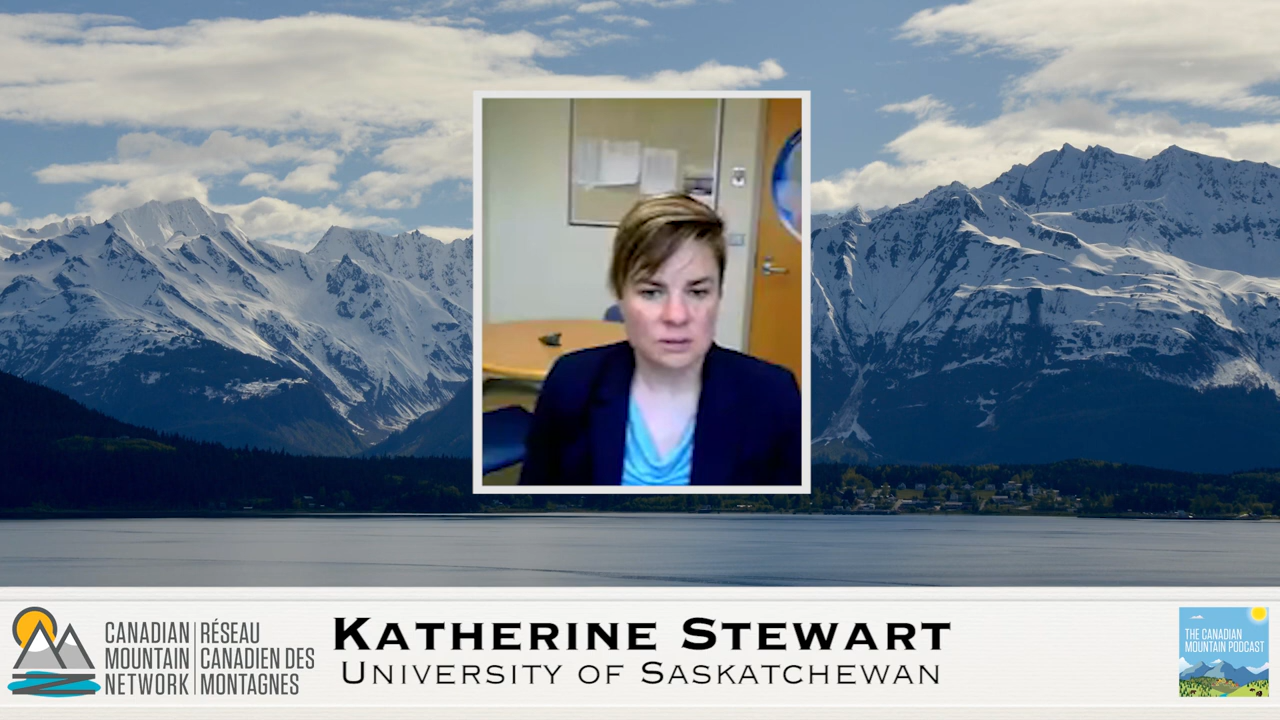 CANADIAN
MOUNTAIN
NETWORK
RÉSEAU
CANADIEN DES
MONTAGNES
KATHERINE STEWART
UNIVERSITY OF SASKATCHEWAN
THE CANADIAN
MOUNTAIN PODCAST